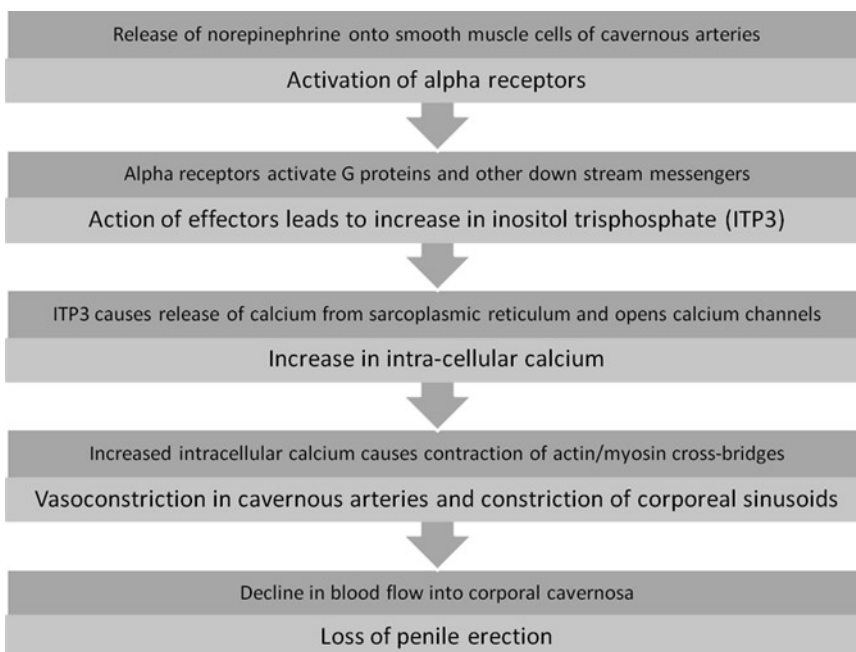 Release of norepinephrine onto smooth muscle cells of cavernous arteries
Activation of alpha receptors
Alpha receptors activate G proteins and other down stream messengers
Action of effectors leads to increase in inositol trisphosphate (ITP3)
ITP3 causes release of calcium from sarcoplasmic reticulum and opens calcium channels
Increase in intra-cellular calcium
Increased intracellular calcium causes contraction of actin/myosin cross-bridges
Vasoconstriction in cavernous arteries and constriction of corporeal sinusoids
Decline in blood flow into corporal cavernosa
Loss of penile erection